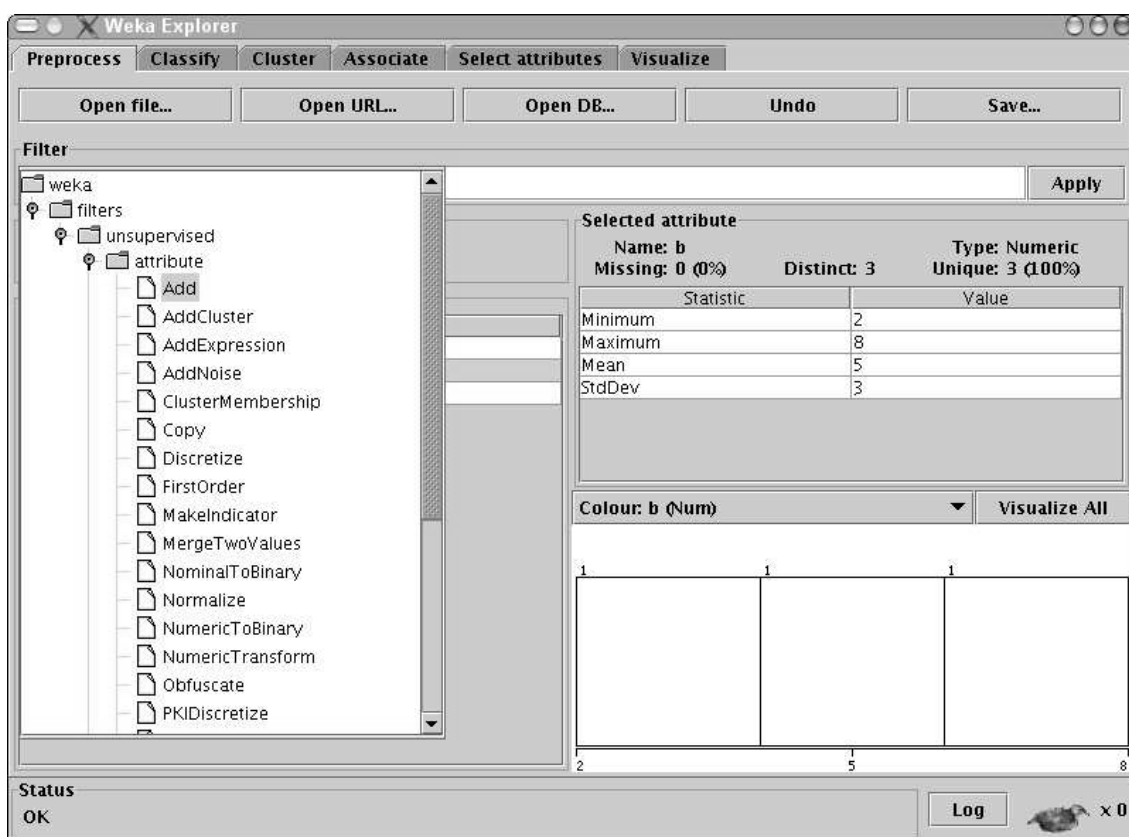 Weka Explorer
Preprocess Classify Cluster Associate Select attributes Visualize
Open file... Open URL... Open DB... Undo Save...
Filter
weka
filters
unsupervised
attribute
Add
AddCluster
AddExpression
AddNoise
ClusterMembership
Copy
Discretize
FirstOrder
MakeIndicator
MergeTwoValues
NominalToBinary
Normalize
NumericToBinary
NumericTransform
Obfuscate
PKIDiscretize
Apply
Selected attribute
Name: b Type: Numeric
Missing: 0 (0%) Distinct: 3 Unique: 3 (100%)
Statistic Value
Minimum 2
Maximum 8
Mean 5
StdDev 3
Colour: b (Num) Visualize All
1 1 1
2 5 8
Status
OK
Log x 0